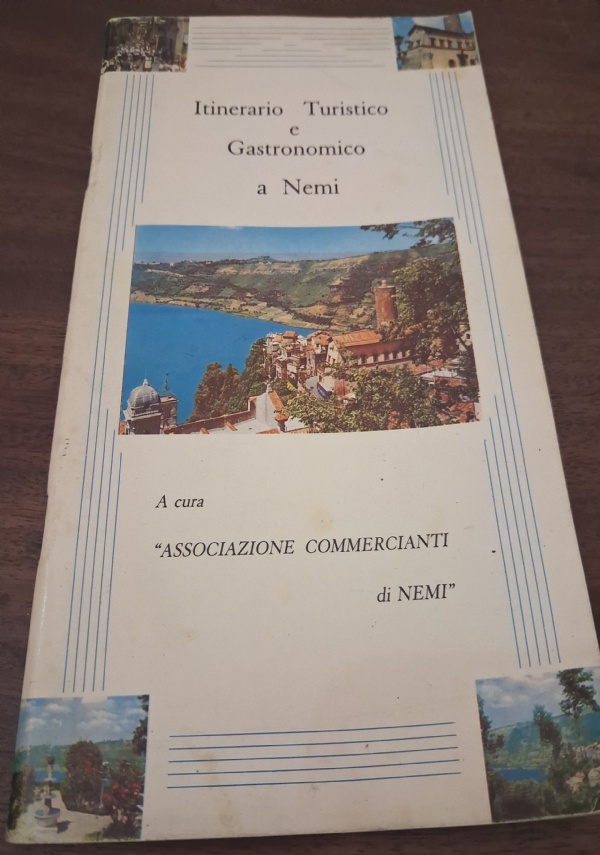 Itinerario Turistico
e
Gastronomico
a Nemi
A cura
“ASSOCIAZIONE COMMERCIANTI
di NEMI”